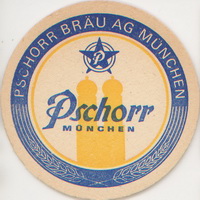 PSCHORR BRÄU AG MÜNCHEN
P
Pschorr
MÜNCHEN